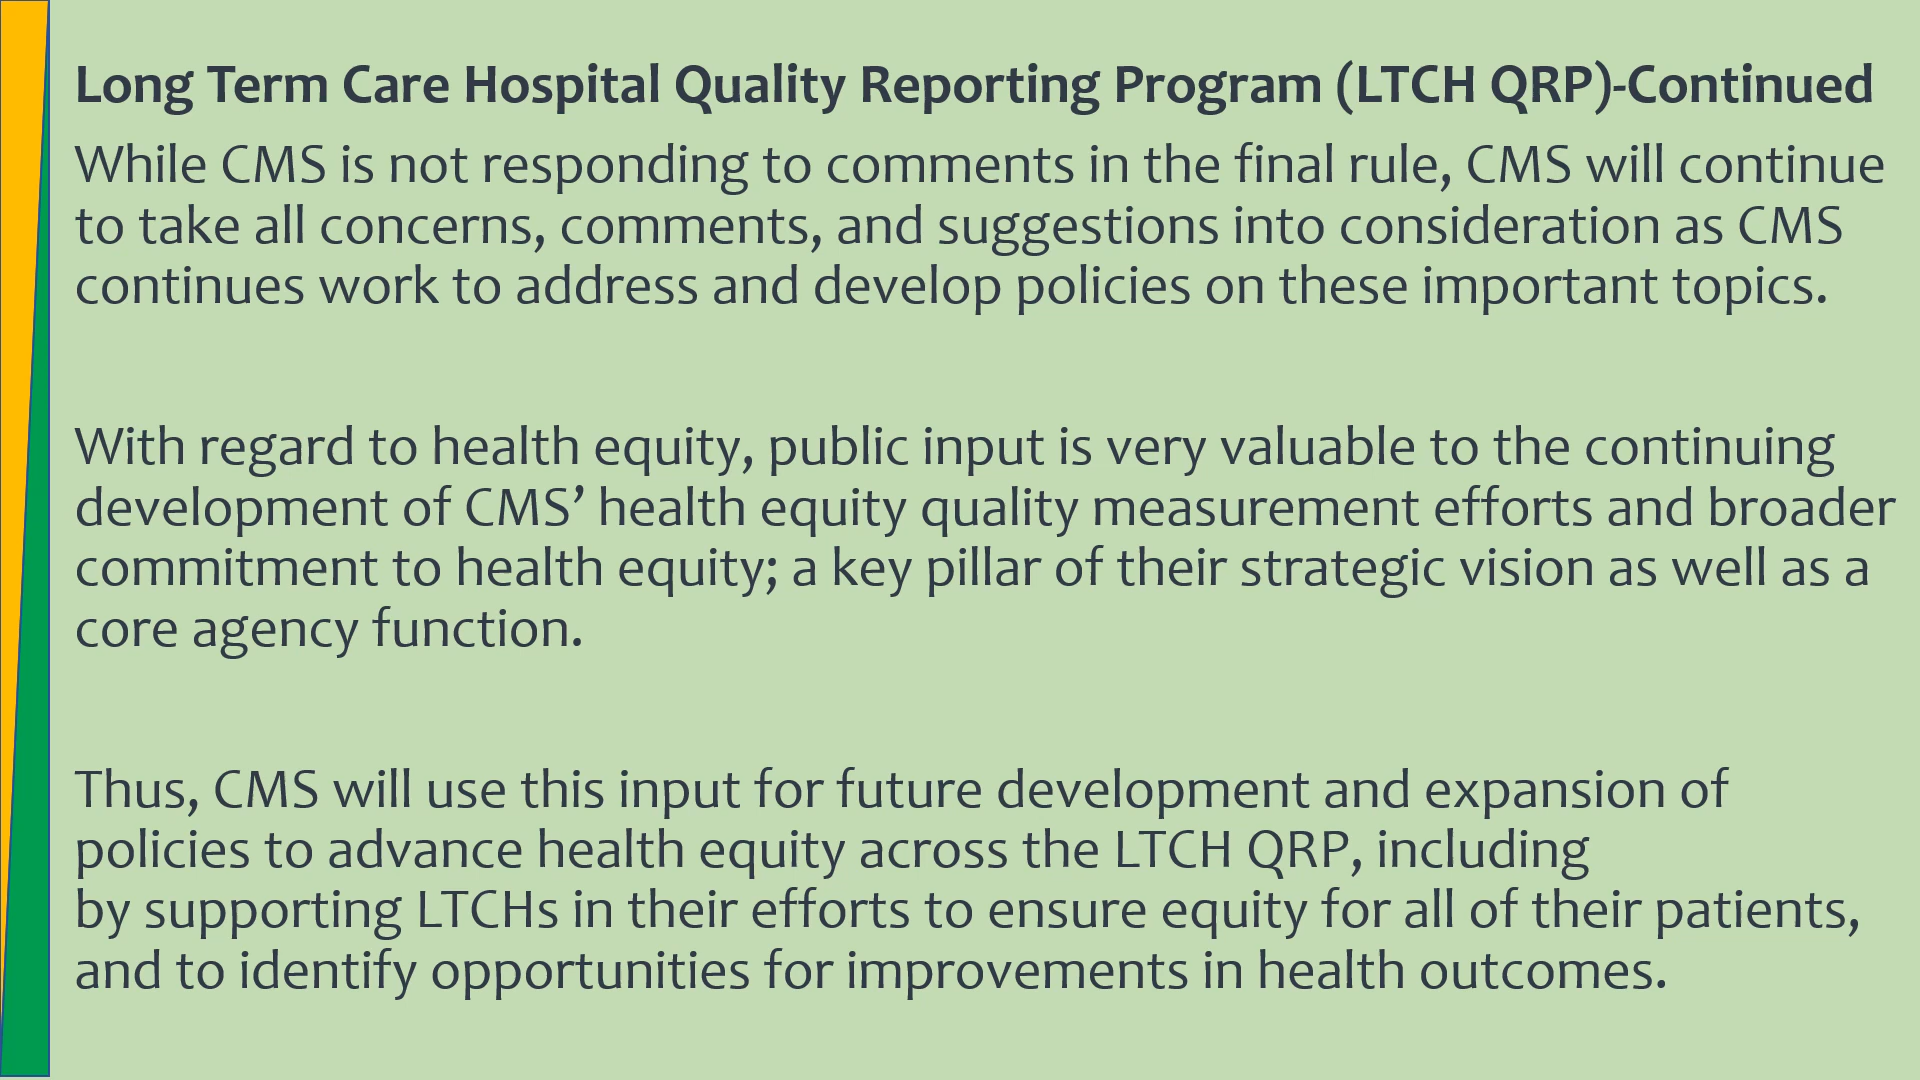 Long Term Care Hospital Quality Reporting Program (LTCH QRP)-Continued
While CMS is not responding to comments in the final rule, CMS will continue
to take all concerns, comments, and suggestions into consideration as CMS
continues work to address and develop policies on these important topics.
With regard to health equity, public input is very valuable to the continuing
development of CMS’ health equity quality measurement efforts and broader
commitment to health equity; a key pillar of their strategic vision as well as a
core agency function.
Thus, CMS will use this input for future development and expansion of
policies to advance health equity across the LTCH QRP, including
by supporting LTCHs in their efforts to ensure equity for all of their patients,
and to identify opportunities for improvements in health outcomes.